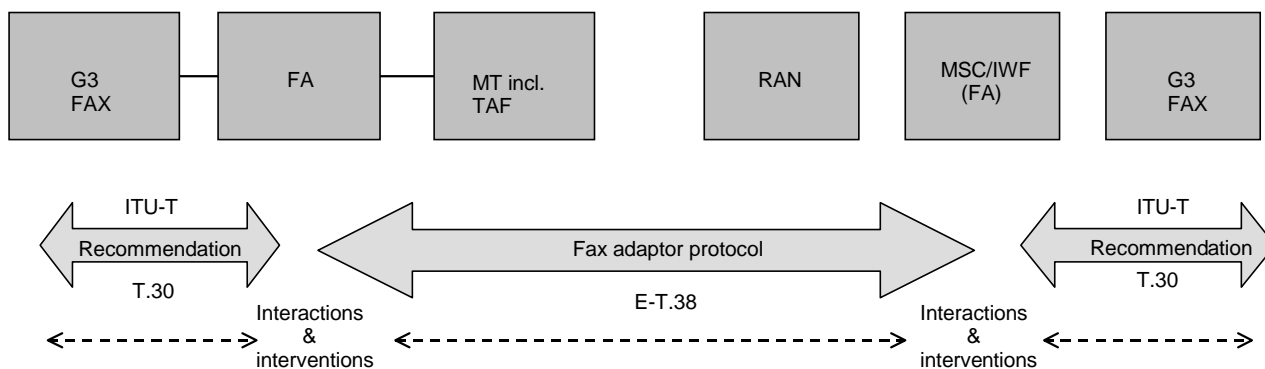 G3
FAX
FA
MT incl.
TAF
RAN
MSC/IWF
(FA)
G3
FAX
ITU-T
Recommendation
T.30
Fax adaptor protocol
E-T.38
ITU-T
Recommendation
T.30
Interactions
&
interventions
Interactions
&
interventions